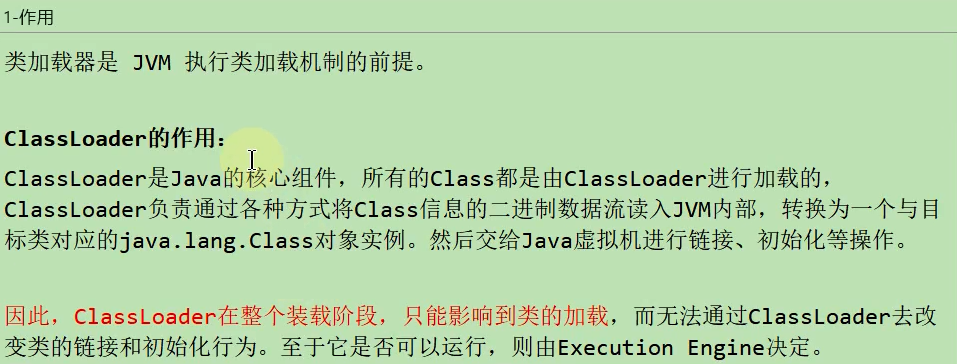 1-作用
类加载器是 JVM 执行类加载机制的前提。
ClassLoader的作用：
ClassLoader是Java的核心组件，所有的Class都是由ClassLoader进行加载的，
ClassLoader负责通过各种方式将Class信息的二进制数据流读入JVM内部，转换为一个与目
标类对应的java.lang.Class对象实例。然后交给Java虚拟机进行链接、初始化等操作。
因此，ClassLoader在整个装载阶段，只能影响到类的加载，而无法通过ClassLoader去改
变类的链接和初始化行为。至于它是否可以运行，则由Execution Engine决定。